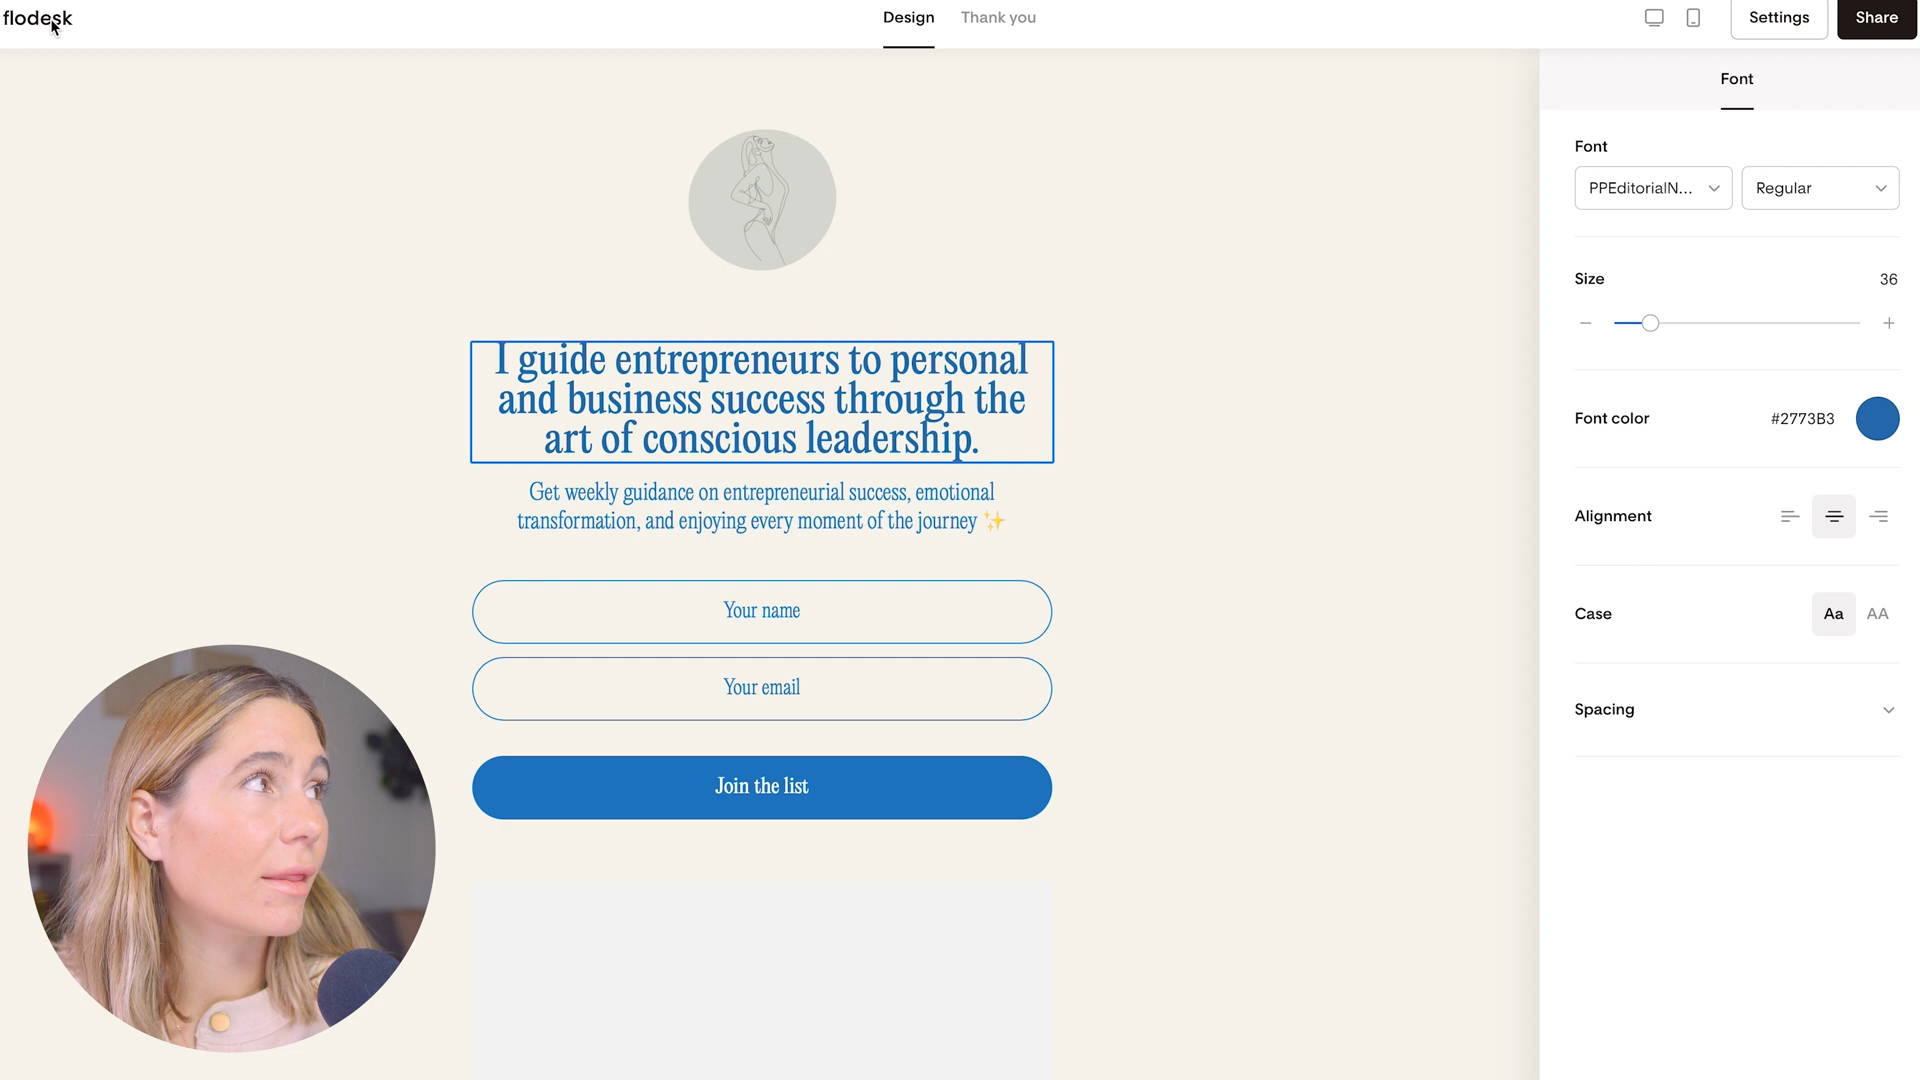 flodesk
Design
Thank you
Settings
Share
Font
Font
PPEditorialN...
Regular
Size
36
I guide entrepreneurs to personal
and business success through the
art of conscious leadership.
Font color
#2773B3
Get weekly guidance on entrepreneurial success, emotional
transformation, and enjoying every moment of the journey ✨
Alignment
Your name
Case
Aa
AA
Your email
Spacing
Join the list